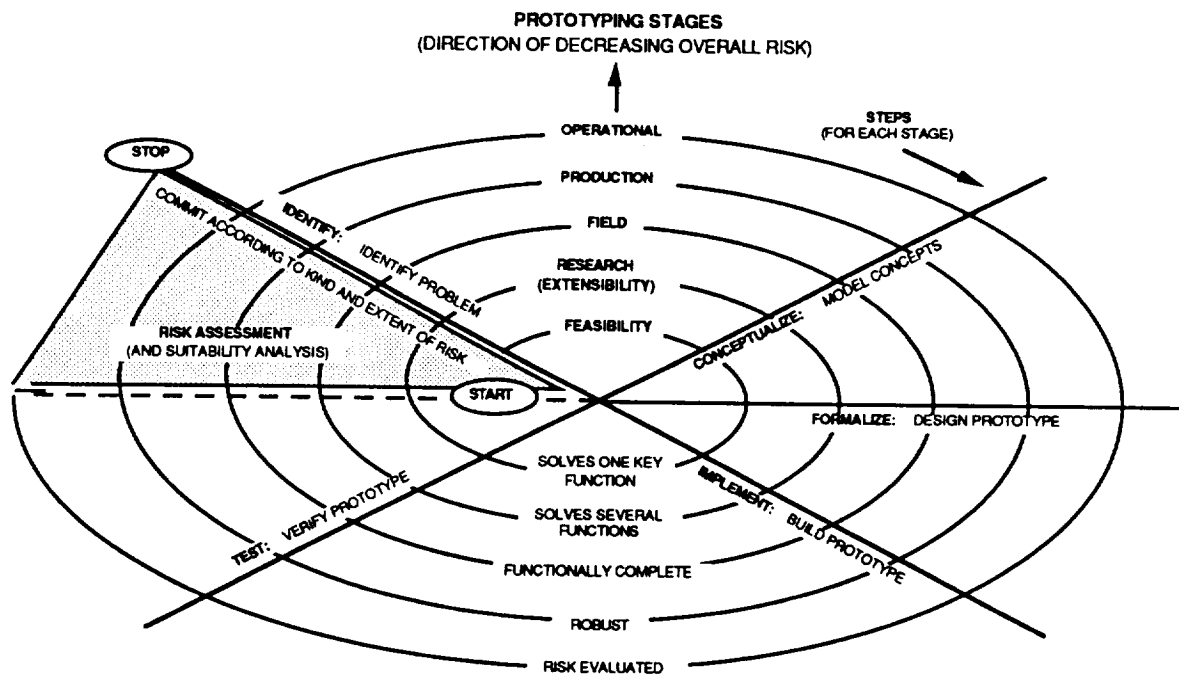 PROTOTYPING STAGES
(DIRECTION OF DECREASING OVERALL RISK)
STEPS
(FOR EACH STAGE)
OPERATIONAL
STOP
PRODUCTION
FIELD
RESEARCH
(EXTENSIBILITY)
FEASIBILITY
IDENTIFY: IDENTIFY PROBLEM
COMMIT ACCORDING TO KIND AND EXTENT OF RISK
RISK ASSESSMENT
(AND SUITABILITY ANALYSIS)
CONCEPTUALIZE: MODEL CONCEPTS
START
FORMALIZE: DESIGN PROTOTYPE
IMPLEMENT: BUILD PROTOTYPE
TEST: VERIFY PROTOTYPE
SOLVES ONE KEY
FUNCTION
SOLVES SEVERAL
FUNCTIONS
FUNCTIONALLY COMPLETE
ROBUST
RISK EVALUATED